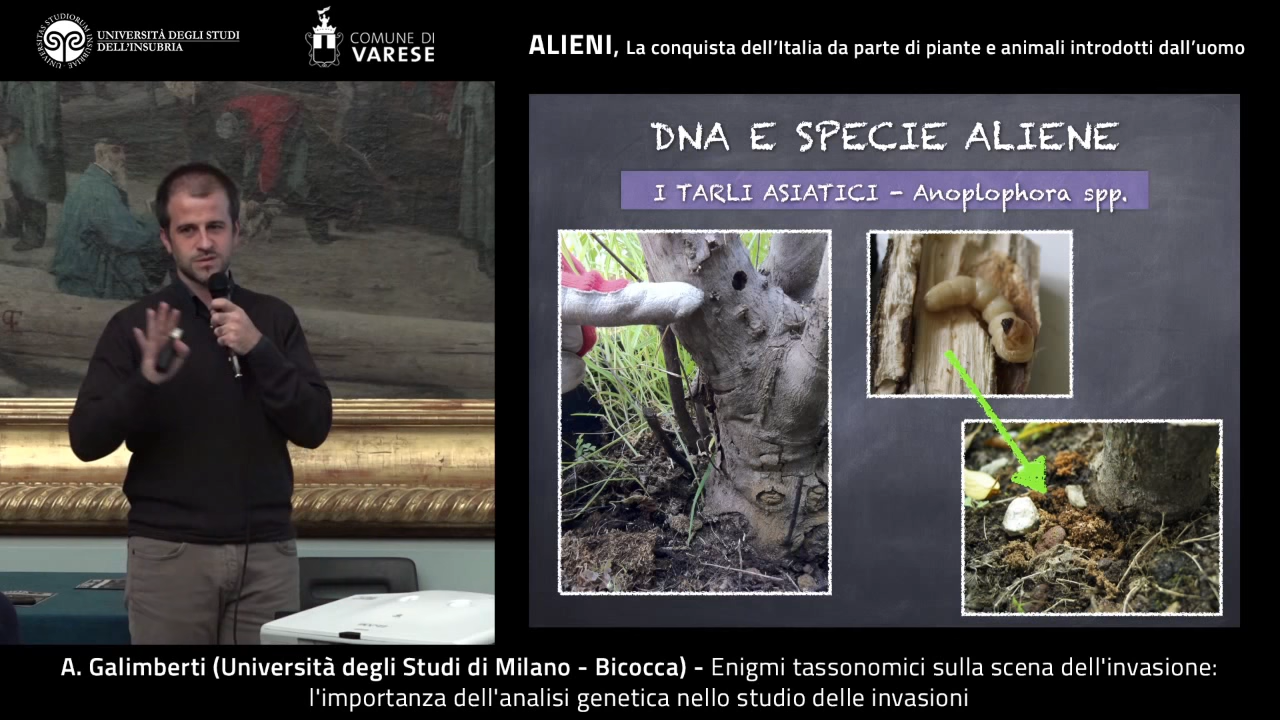 UNIVERSITÀ DEGLI STUDI
DELL'INSUBRIA
COMUNE DI
VARESE
ALIENI, La conquista dell'Italia da parte di piante e animali introdotti dall'uomo
DNA E SPECIE ALIENE
I TARLI ASIATICI - Anoplophora spp.
A. Galimberti (Università degli Studi di Milano - Bicocca) - Enigmi tassonomici sulla scena dell'invasione:
l'importanza dell'analisi genetica nello studio delle invasioni